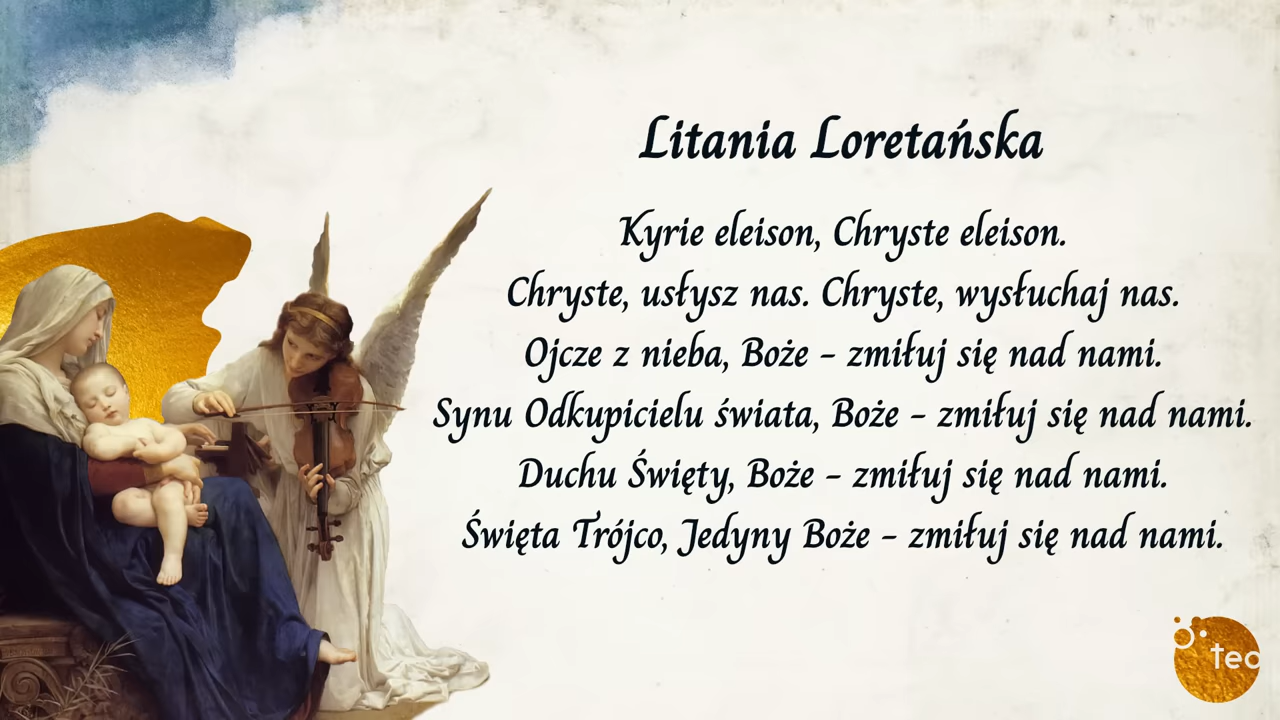 Litania Loretańska
Kyrie eleison, Chryste eleison.
Chryste, usłysz nas. Chryste, wysłuchaj nas.
Ojcze z nieba, Boże – zmiłuj się nad nami.
Synu Odkupicielu świata, Boże – zmiłuj się nad nami.
Duchu Święty, Boże – zmiłuj się nad nami.
Święta Trójco, Jedyny Boże – zmiłuj się nad nami.
teo